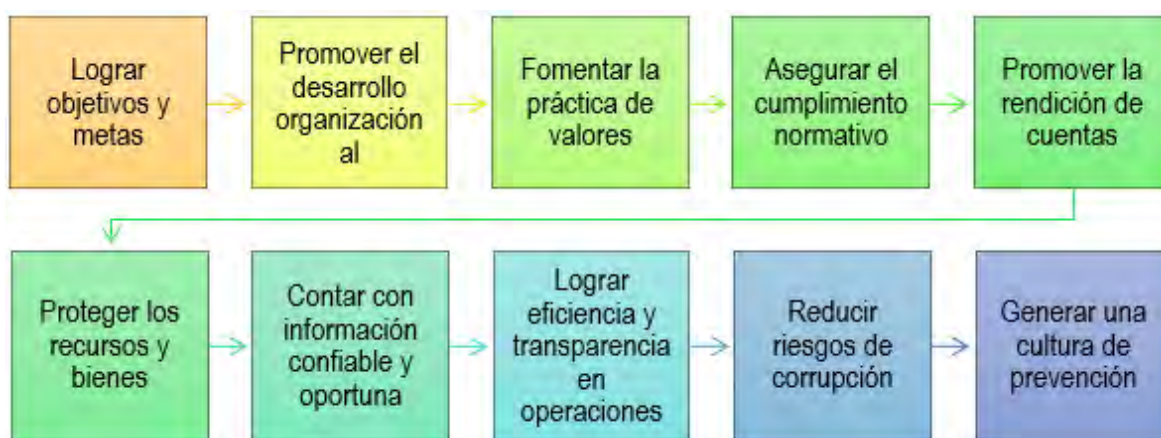 Lograr
objetivos y
metas
Promover el
desarrollo
organización
al
Fomentar la
práctica de
valores
Asegurar el
cumplimiento
normativo
Promover la
rendición de
cuentas
Proteger los
recursos y
bienes
Contar con
información
confiable y
oportuna
Lograr
eficiencia y
transparencia
en
operaciones
Reducir
riesgos de
corrupción
Generar una
cultura de
prevención